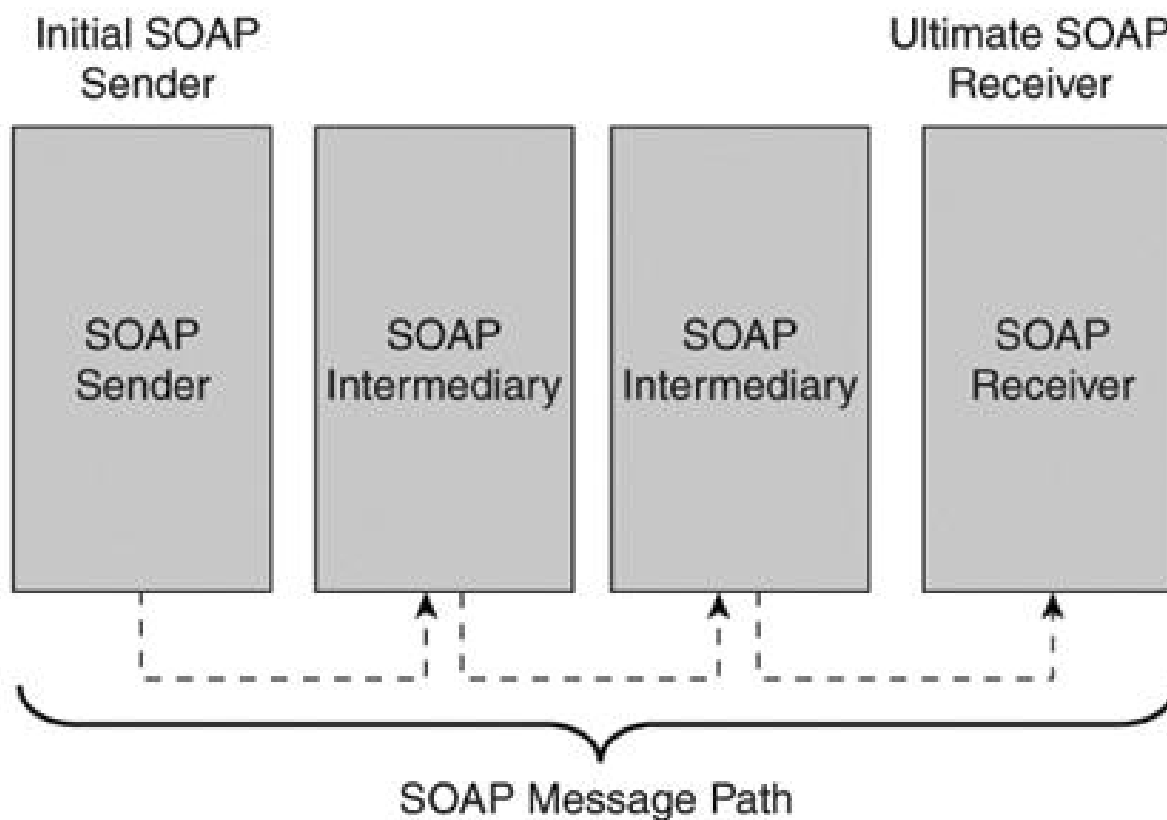 Initial SOAP
Sender
Ultimate SOAP
Receiver
SOAP
Sender
SOAP
Intermediary
SOAP
Intermediary
SOAP
Receiver
SOAP Message Path